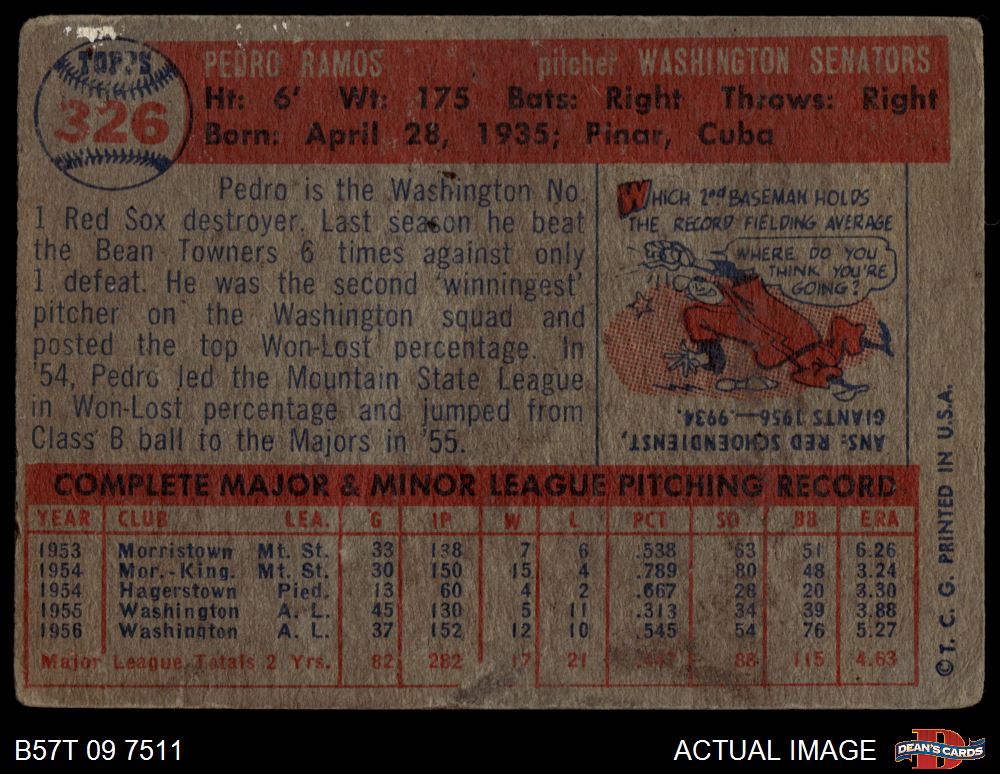 TOPPS
326
PEDRO RAMOS pitcher WASHINGTON SENATORS
Ht: 6' Wt: 175 Bats: Right Throws: Right
Born: April 28, 1935; Pinar, Cuba
Pedro is the Washington No.
1 Red Sox destroyer. Last season he beat
the Bean Towners 6 times against only
1 defeat. He was the second 'winningest'
pitcher on the Washington squad and
posted the top Won-Lost percentage. In
'54, Pedro led the Mountain State League
in Won-Lost percentage and jumped from
Class B ball to the Majors in '55.
WHICH 2nd BASEMAN HOLDS
THE RECORD FIELDING AVERAGE
WHERE DO YOU
THINK YOU'RE
GOING?
ANS: RED SCHOENDIENST,
GIANTS 1956—.9934.
COMPLETE MAJOR & MINOR LEAGUE PITCHING RECORD
YEAR CLUB LEA. G IP W L PCT SO BB ERA
1953 Morristown Mt. St. 33 138 7 6 .538 63 51 6.26
1954 Mor.-King. Mt. St. 30 150 15 4 .789 80 48 3.24
1954 Hagerstown Pied. 13 60 4 2 .667 28 20 3.30
1955 Washington A. L. 45 130 5 11 .313 34 39 3.88
1956 Washington A. L. 37 152 12 10 .545 54 76 5.27
Major League Totals 2 Yrs. 82 282 17 21 .447 88 115 4.63
© T. C. G. PRINTED IN U.S.A.
B57T 09 7511
ACTUAL IMAGE
DEAN'S CARDS